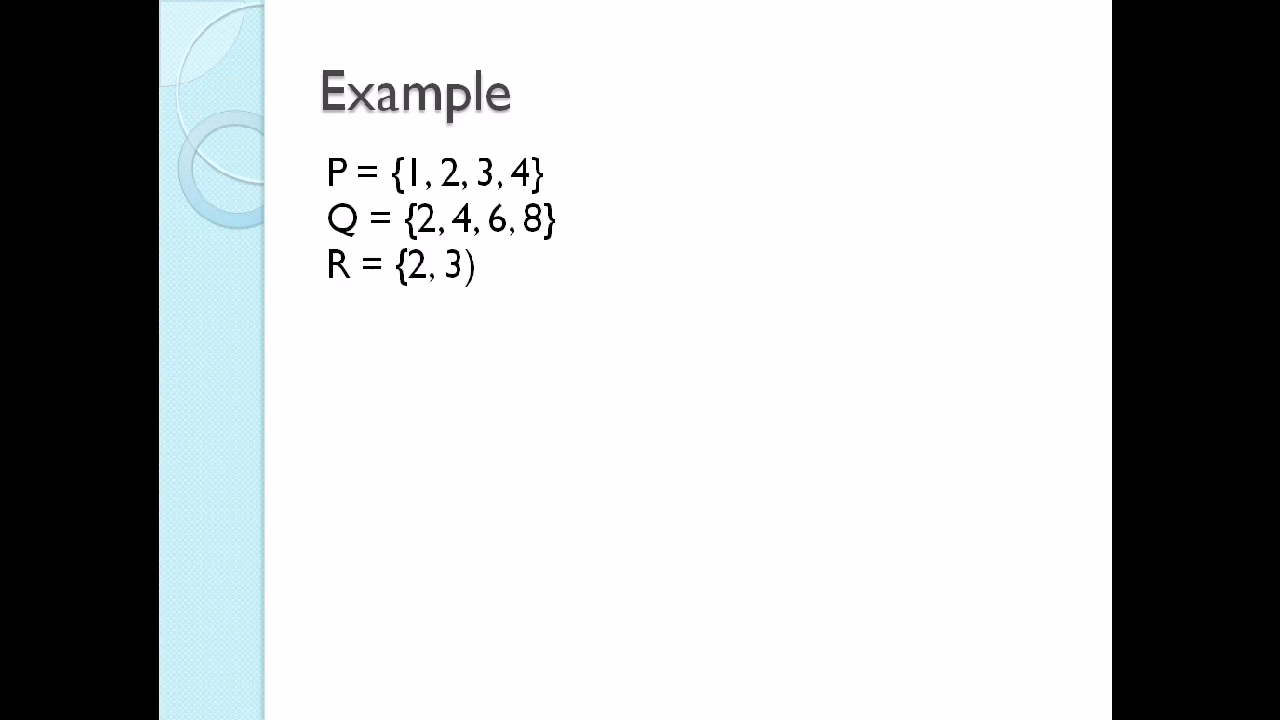 Example
P = {1, 2, 3, 4}
Q = {2, 4, 6, 8}
R = {2, 3)